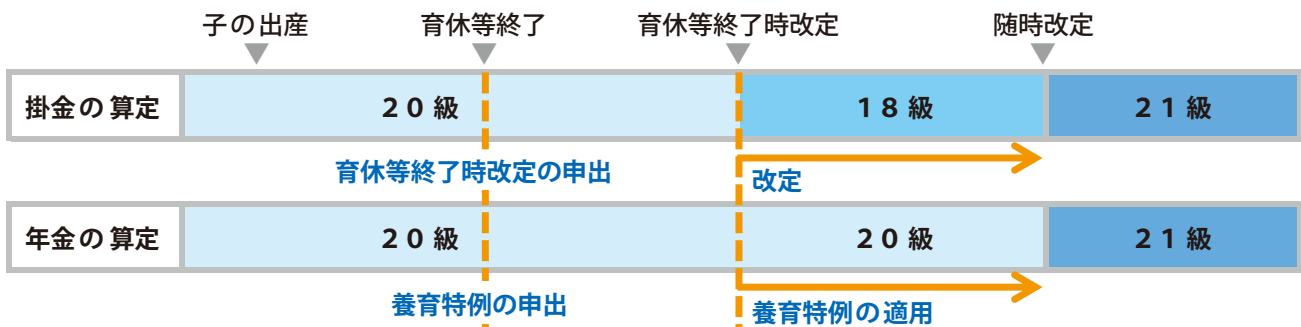 子の出産 育休等終了 育休等終了時改定 随時改定
掛金の算定 20級 18級 21級
育休等終了時改定の申出 改定
年金の算定 20級 20級 21級
養育特例の申出 養育特例の適用